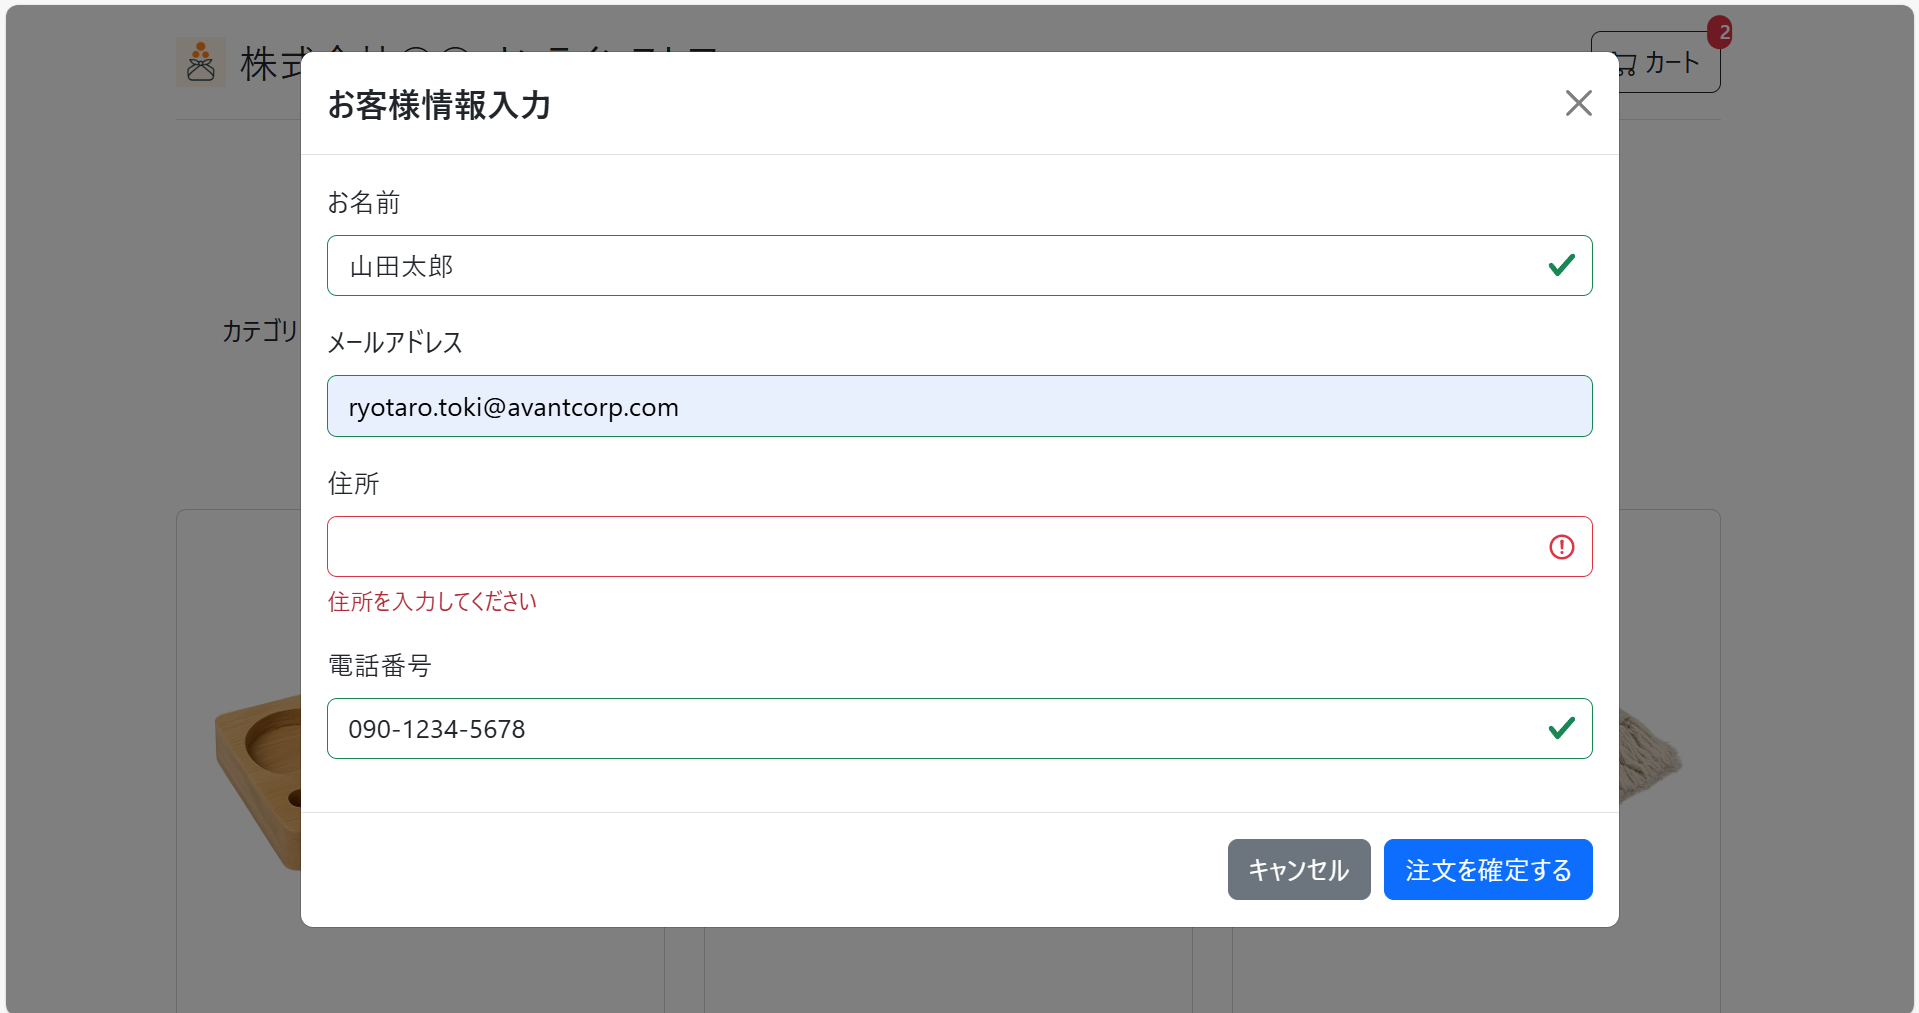 株式
カート
2
お客様情報入力
お名前
山田太郎
カテゴリ
メールアドレス
ryotaro.toki@avantcorp.com
住所
住所を入力してください
電話番号
090-1234-5678
キャンセル
注文を確定する